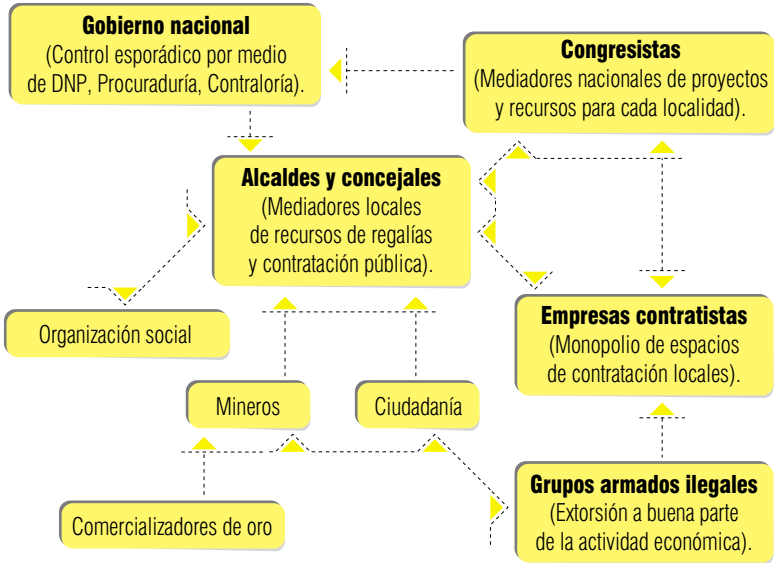 Gobierno nacional
(Control esporádico por medio
de DNP, Procuraduría, Contraloría).
Congresistas
(Mediadores nacionales de proyectos
y recursos para cada localidad).
Alcaldes y concejales
(Mediadores locales
de recursos de regalías
y contratación pública).
Organización social
Empresas contratistas
(Monopolio de espacios
de contratación locales).
Mineros
Ciudadanía
Comercializadores de oro
Grupos armados ilegales
(Extorsión a buena parte
de la actividad económica).